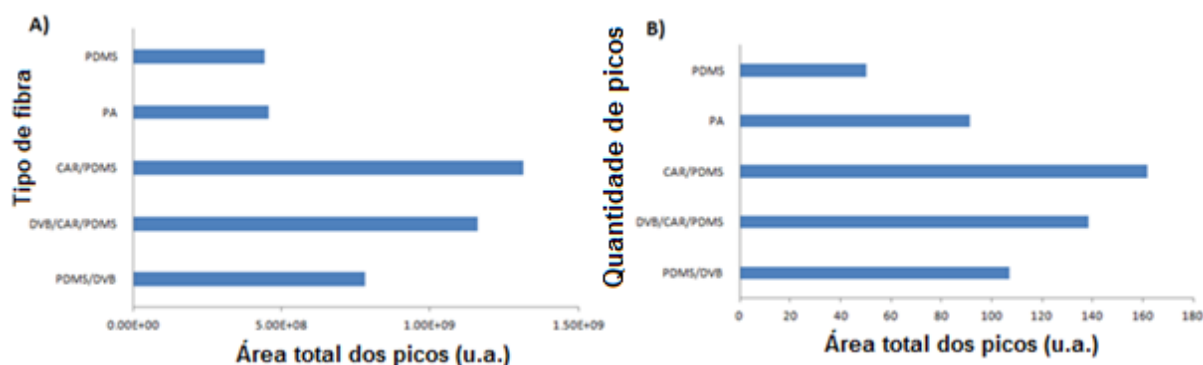 A)
Tipo de fibra
PDMS
PA
CAR/PDMS
DVB/CAR/PDMS
PDMS/DVB
0.00E+00 5.00E+08 1.00E+09 1.50E+09
Área total dos picos (u.a.)
B)
Quantidade de picos
PDMS
PA
CAR/PDMS
DVB/CAR/PDMS
PDMS/DVB
0 20 40 60 80 100 120 140 160 180
Área total dos picos (u.a.)